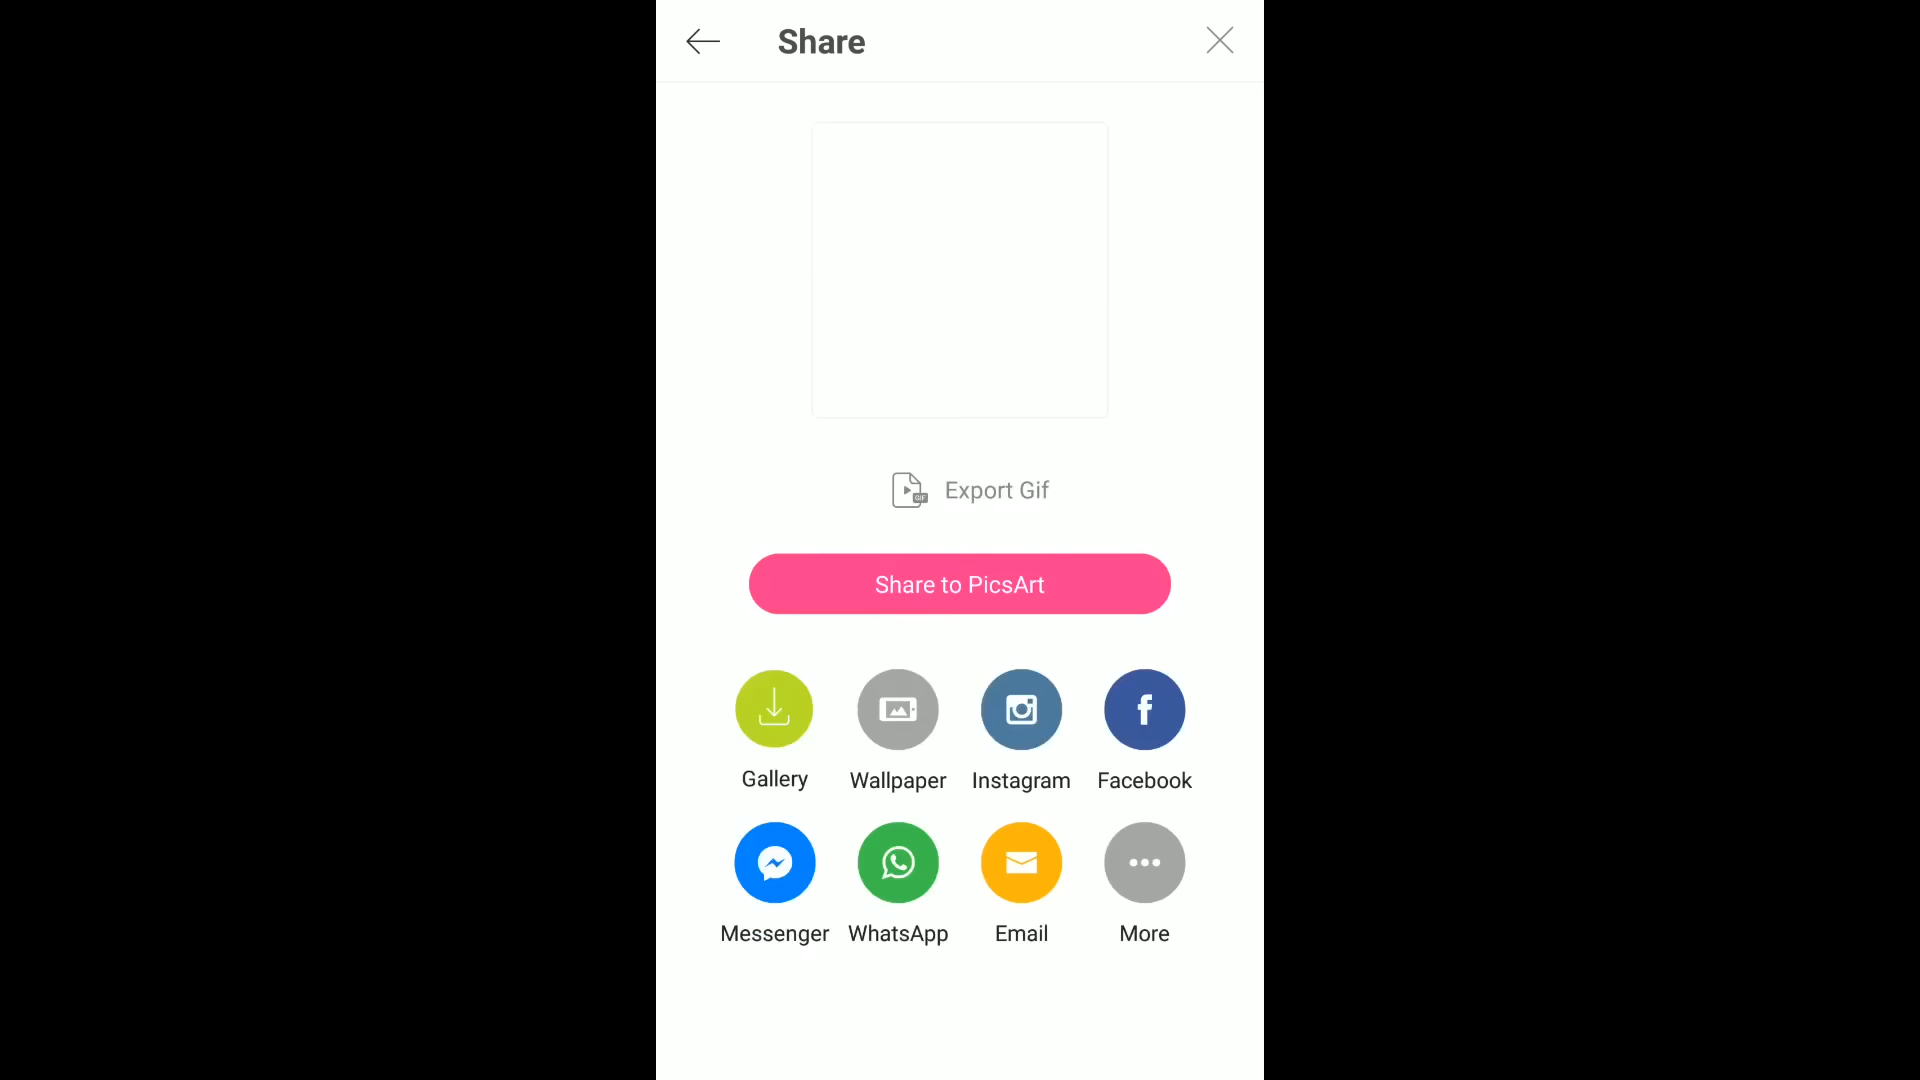 Share
Export Gif
Share to PicsArt
Gallery Wallpaper Instagram Facebook
Messenger WhatsApp Email More